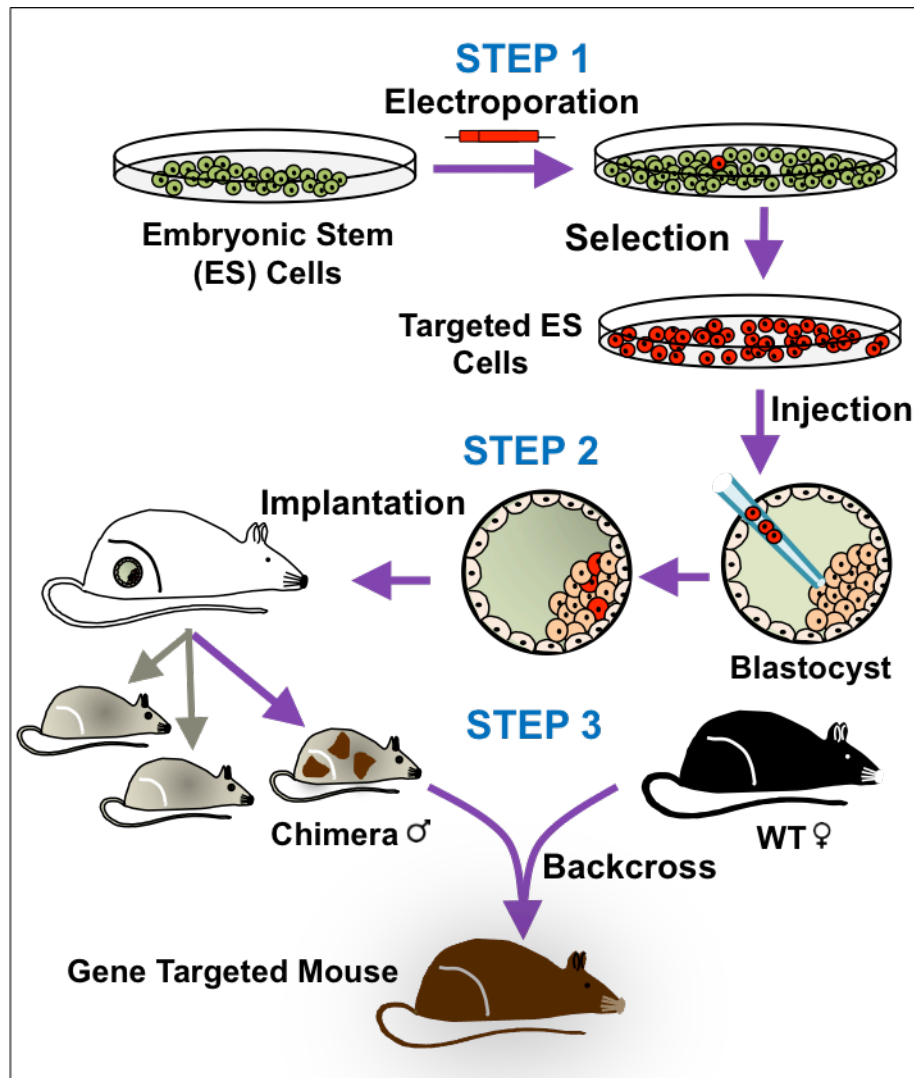 STEP 1
Electroporation
Embryonic Stem
(ES) Cells
Selection
Targeted ES
Cells
Injection
STEP 2
Implantation
Blastocyst
STEP 3
Chimera ♂
WT ♀
Backcross
Gene Targeted Mouse